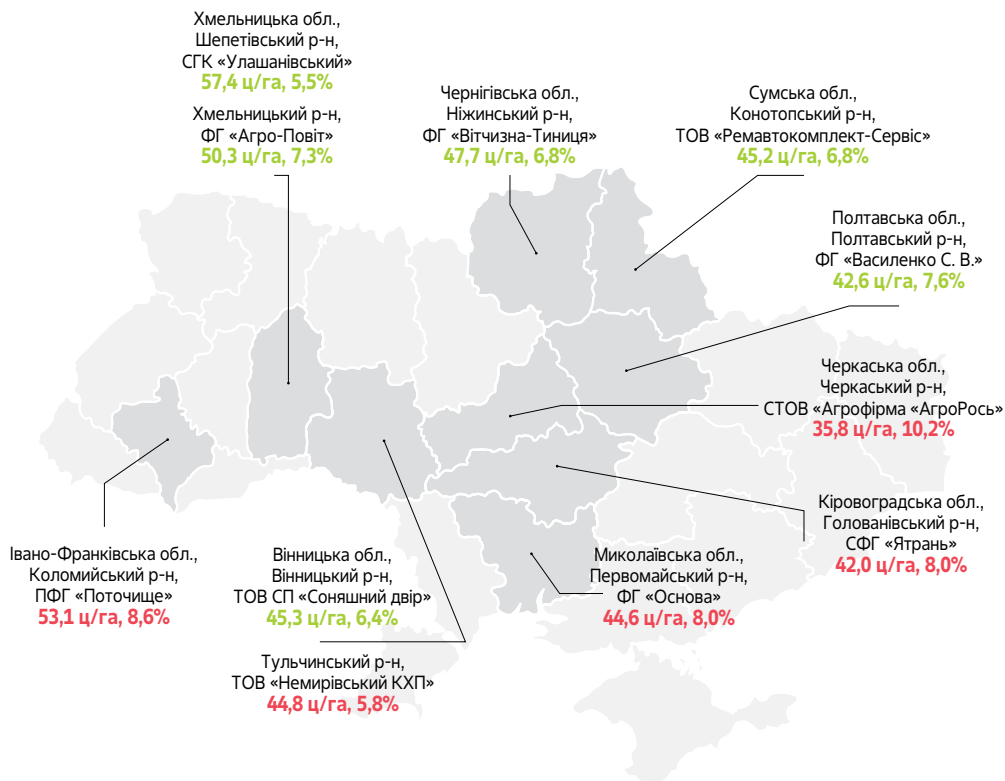 Хмельницька обл.,
Шепетівський р-н,
СГК «Улашанівський»
57,4 ц/га, 5,5%
Хмельницький р-н,
ФГ «Агро-Повіт»
50,3 ц/га, 7,3%
Чернігівська обл.,
Ніжинський р-н,
ФГ «Вітчизна-Тиниця»
47,7 ц/га, 6,8%
Сумська обл.,
Конотопський р-н,
ТОВ «Ремавтокомплект-Сервіс»
45,2 ц/га, 6,8%
Полтавська обл.,
Полтавський р-н,
ФГ «Василенко С. В.»
42,6 ц/га, 7,6%
Черкаська обл.,
Черкаський р-н,
СТОВ «Агрофірма «АгроРось»
35,8 ц/га, 10,2%
Кіровоградська обл.,
Голованівський р-н,
СФГ «Ятрань»
42,0 ц/га, 8,0%
Івано-Франківська обл.,
Коломийський р-н,
ПФГ «Поточище»
53,1 ц/га, 8,6%
Вінницька обл.,
Вінницький р-н,
ТОВ СП «Соняшний двір»
45,3 ц/га, 6,4%
Тульчинський р-н,
ТОВ «Немирівський КХП»
44,8 ц/га, 5,8%
Миколаївська обл.,
Первомайський р-н,
ФГ «Основа»
44,6 ц/га, 8,0%